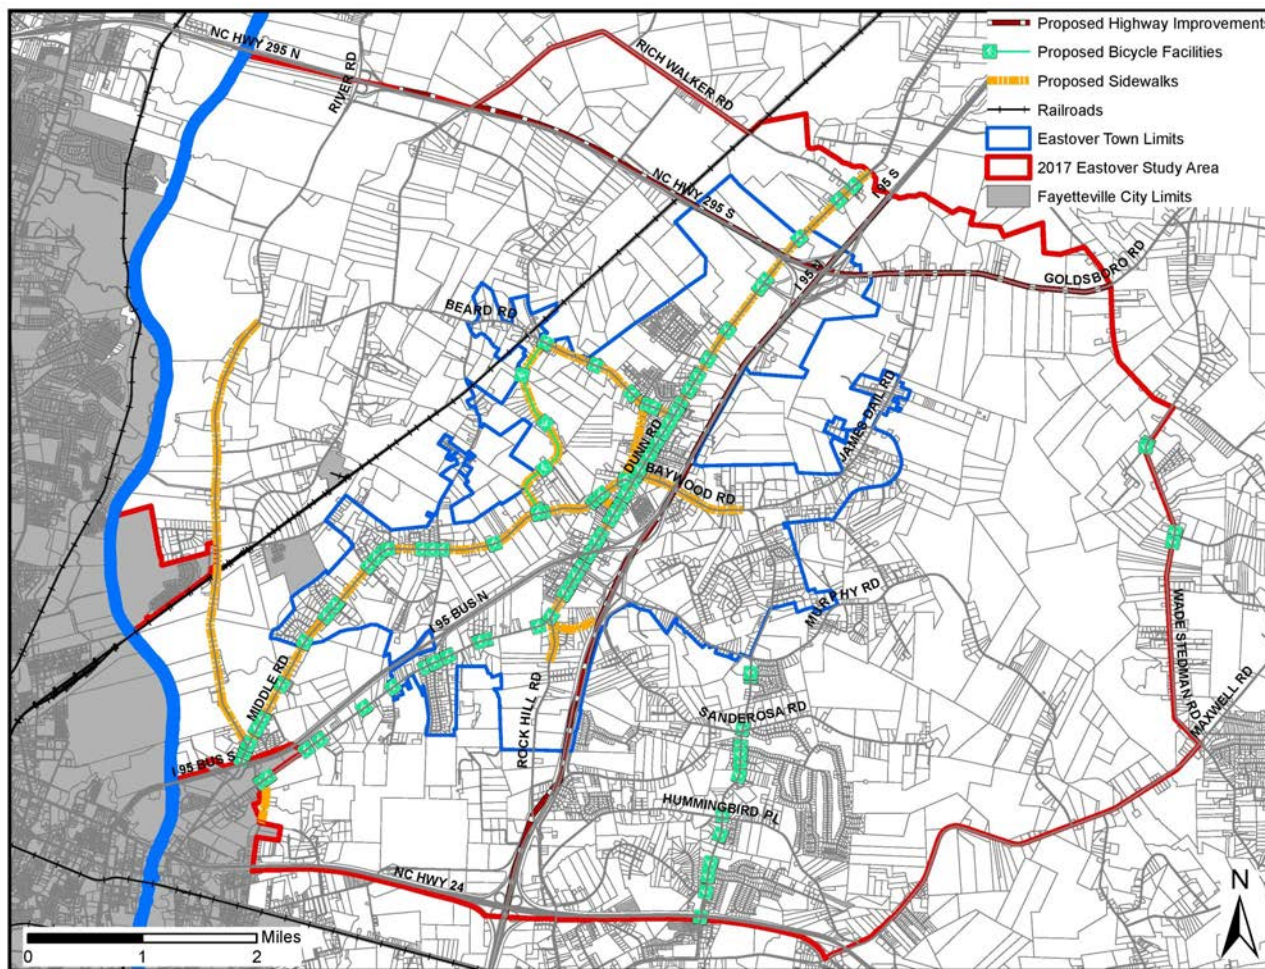 Proposed Highway Improvements
Proposed Bicycle Facilities
Proposed Sidewalks
Railroads
Eastover Town Limits
2017 Eastover Study Area
Fayetteville City Limits
NC HWY 295 N
RIVER RD
RICH WALKER RD
NC HWY 295 S
I 95 S
I 95 N
GOLDSBORO RD
BEARD RD
JAMES DAIL RD
DUNN RD
BAYWOOD RD
MURPHY RD
I 95 BUS N
WADE STEDMAN RD
MIDDLE RD
ROCK HILL RD
SANDEROSA RD
MAXWELL RD
I 95 BUS S
HUMMINGBIRD PL
NC HWY 24
N
Miles
0 1 2